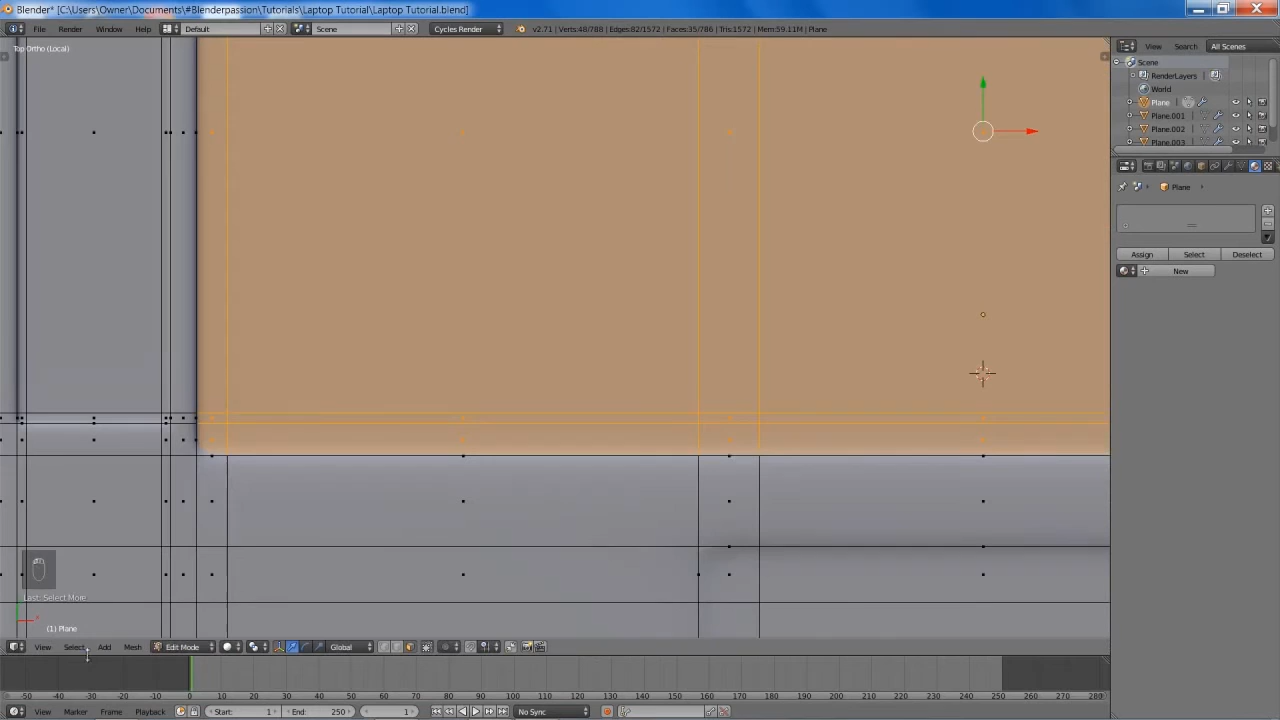 Blender* [C:\Users\Owner\Documents\#Blenderpassion\Tutorials\Laptop Tutorial\Laptop Tutorial.blend]
File Render Window Help Default Scene Cycles Render v2.71 | Verts:48/788 | Edges:82/1572 | Faces:35/786 | Tris:1572 | Mem:59.11M | Plane
View Search All Scenes
Top Ortho (Local)
Scene
RenderLayers
World
Plane
Plane.001
Plane.002
Plane.003
Plane
Assign Select Deselect
New
Last: Select More
(1) Plane
View Select Add Mesh Edit Mode Global
-50 -40 -30 -20 -10 0 10 20 30 40 50 60 70 80 90 100 110 120 130 140 150 160 170 180 190 200 210 220 230 240 250 260 270 280
View Marker Frame Playback Start: 1 End: 250 1 No Sync